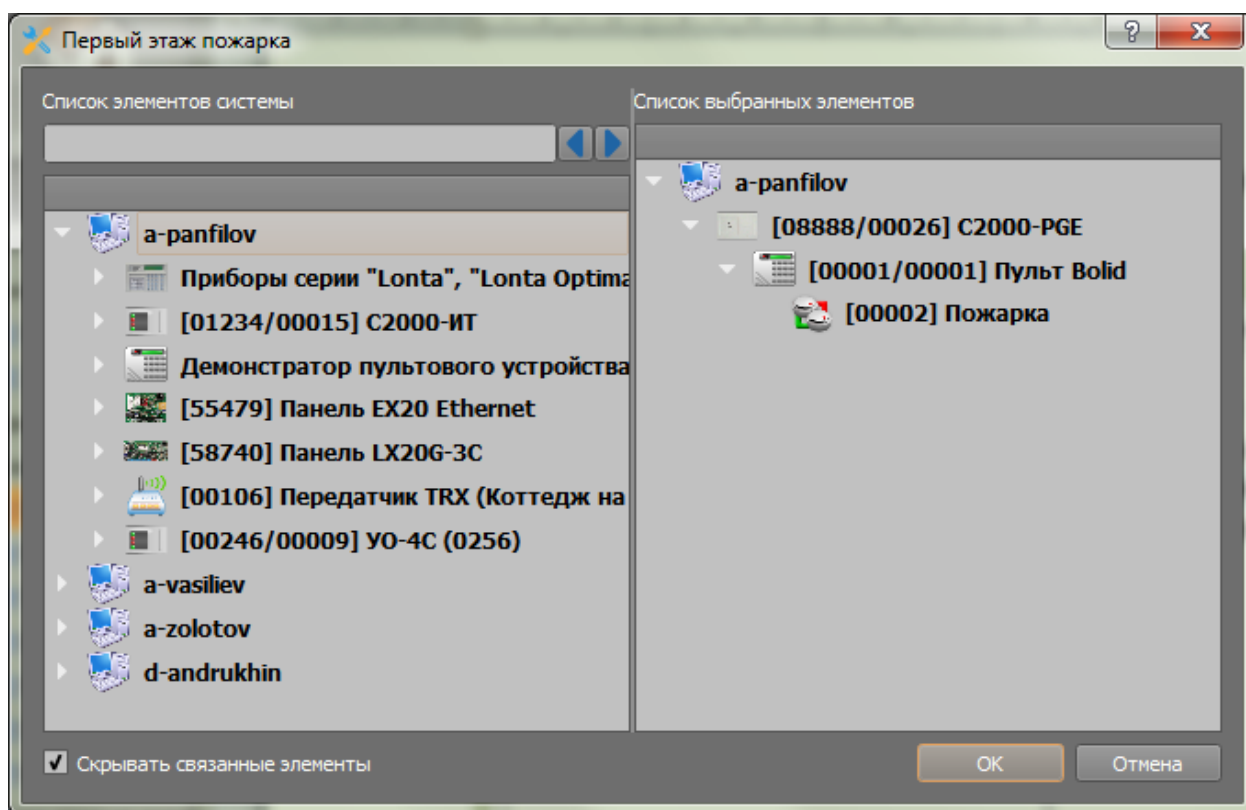 Первый этаж пожарка
Список элементов системы
a-panfilov
Приборы серии "Lonta", "Lonta Optima
[01234/00015] С2000-ИТ
Демонстратор пультового устройства
[55479] Панель EX20 Ethernet
[58740] Панель LX20G-3C
[00106] Передатчик TRX (Коттедж на
[00246/00009] УО-4С (0256)
a-vasiliev
a-zolotov
d-andrukhin
Список выбранных элементов
a-panfilov
[08888/00026] C2000-PGE
[00001/00001] Пульт Bolid
[00002] Пожарка
Скрывать связанные элементы
OK
Отмена